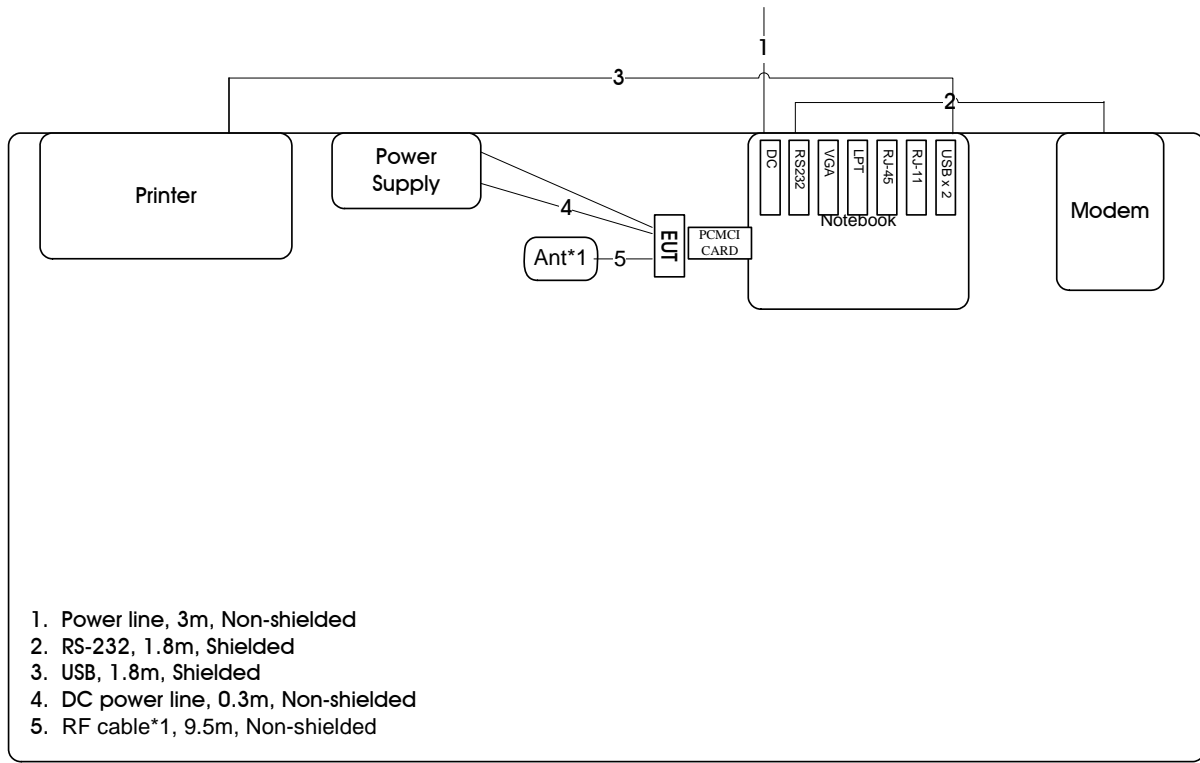 1
3
2
Printer
Power
Supply
4
Ant*1
5
EUT
PCMCI
CARD
DC
RS232
VGA
LPT
RJ-45
RJ-11
USB x 2
Notebook
Modem
1. Power line, 3m, Non-shielded
2. RS-232, 1.8m, Shielded
3. USB, 1.8m, Shielded
4. DC power line, 0.3m, Non-shielded
5. RF cable*1, 9.5m, Non-shielded